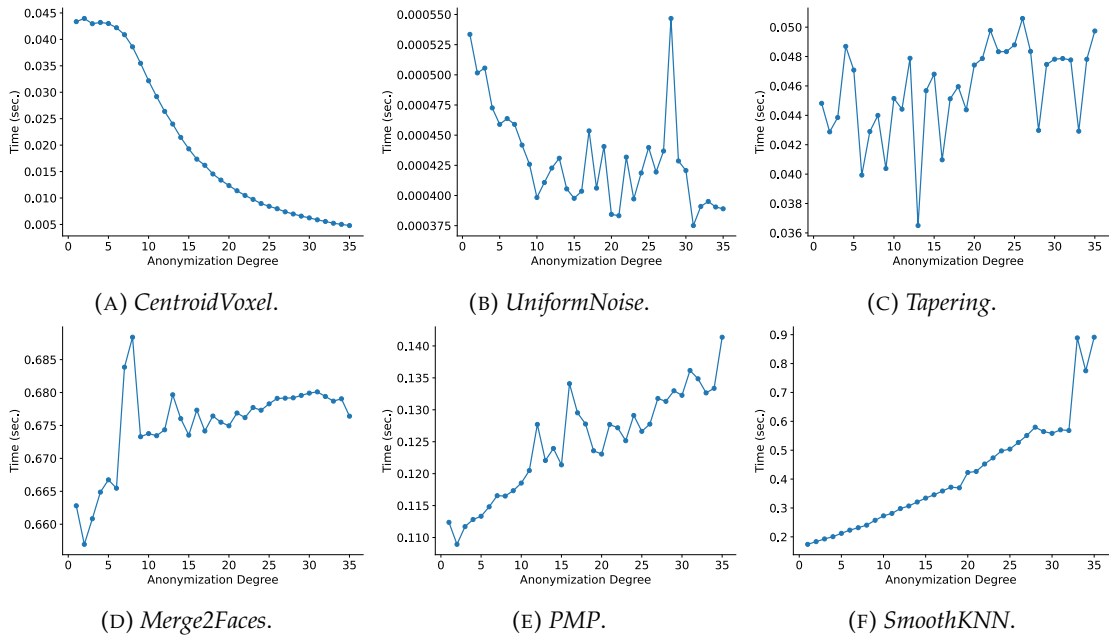 0.045
0.040
0.035
0.030
0.025
0.020
0.015
0.010
0.005
Time (sec.)
0 5 10 15 20 25 30 35
Anonymization Degree
(A) CentroidVoxel.
0.000550
0.000525
0.000500
0.000475
0.000450
0.000425
0.000400
0.000375
Time (sec.)
0 5 10 15 20 25 30 35
Anonymization Degree
(B) UniformNoise.
0.050
0.048
0.046
0.044
0.042
0.040
0.038
0.036
Time (sec.)
0 5 10 15 20 25 30 35
Anonymization Degree
(C) Tapering.
0.685
0.680
0.675
0.670
0.665
0.660
Time (sec.)
0 5 10 15 20 25 30 35
Anonymization Degree
(D) Merge2Faces.
0.140
0.135
0.130
0.125
0.120
0.115
0.110
Time (sec.)
0 5 10 15 20 25 30 35
Anonymization Degree
(E) PMP.
0.9
0.8
0.7
0.6
0.5
0.4
0.3
0.2
Time (sec.)
0 5 10 15 20 25 30 35
Anonymization Degree
(F) SmoothKNN.